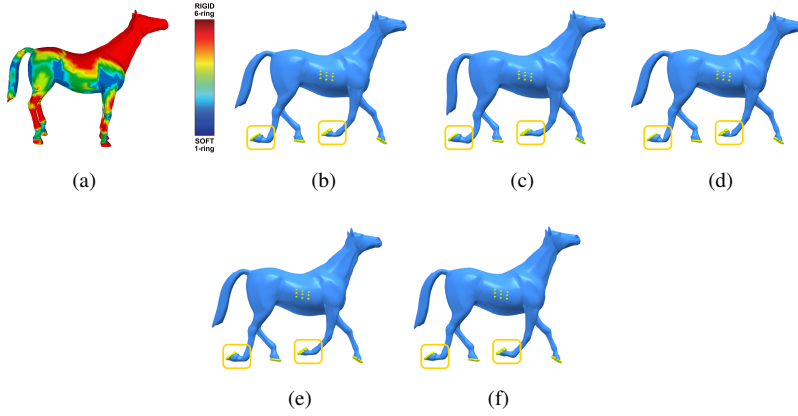 RIGID
6-ring
SOFT
1-ring
(a)
(b)
(c)
(d)
(e)
(f)